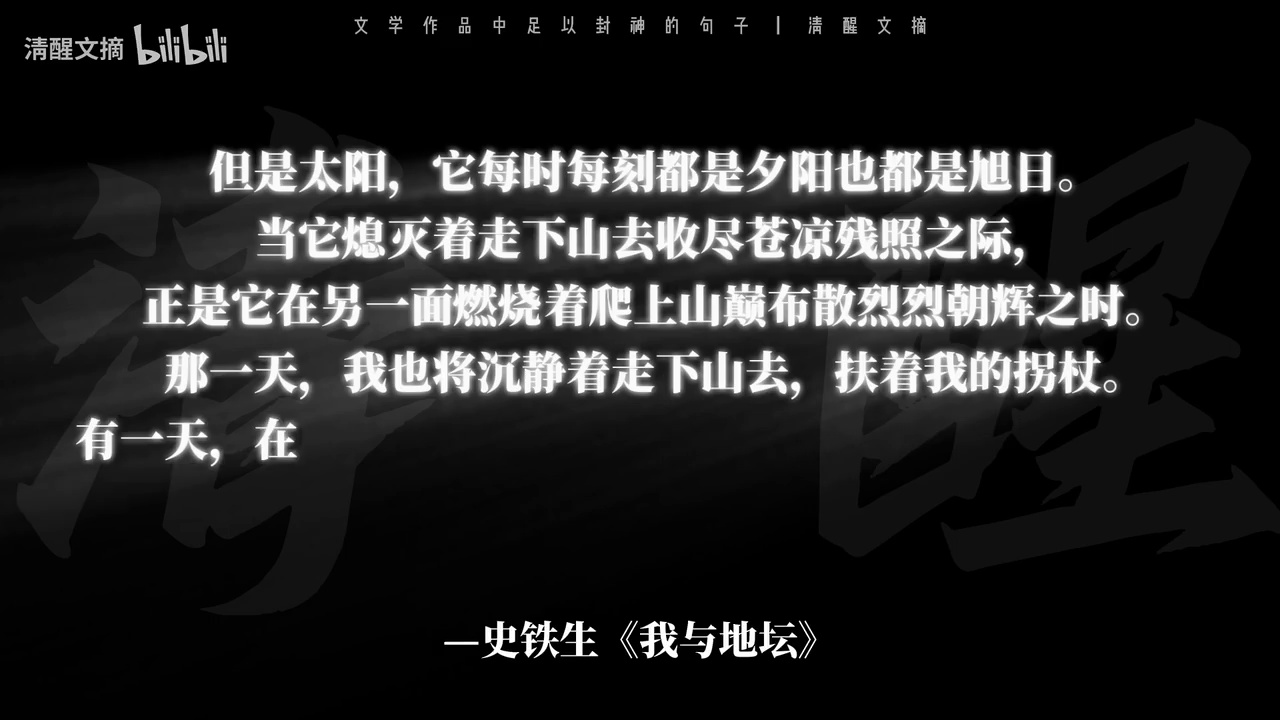 文学作品中足以封神的句子 | 清醒文摘
清醒文摘 bilibili
清醒
但是太阳，它每时每刻都是夕阳也都是旭日。
当它熄灭着走下山去收尽苍凉残照之际，
正是它在另一面燃烧着爬上山巅布散烈烈朝辉之时。
那一天，我也将沉静着走下山去，扶着我的拐杖。
有一天，在
—史铁生《我与地坛》